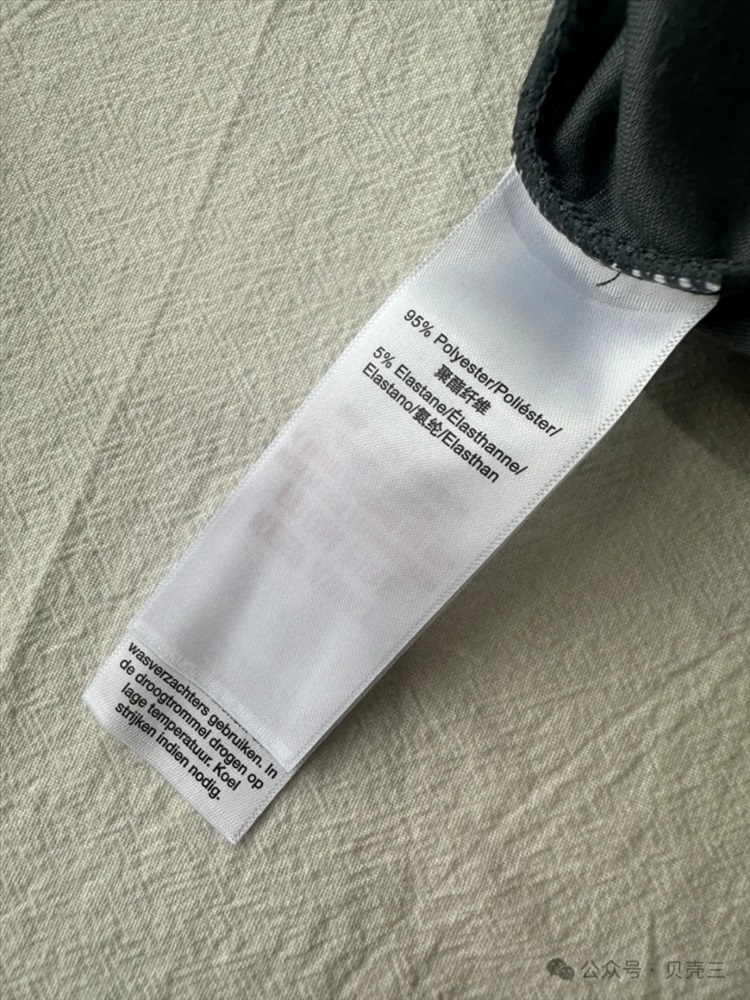 95% Polyester/Poliéster/
聚酯纤维
5% Elastane/Élasthanne/
Elastano/氨纶/Elasthan
wasverzachters gebruiken. In
de droogtrommel drogen op
lage temperatuur. Koel
strijken indien nodig.
公众号·贝壳三